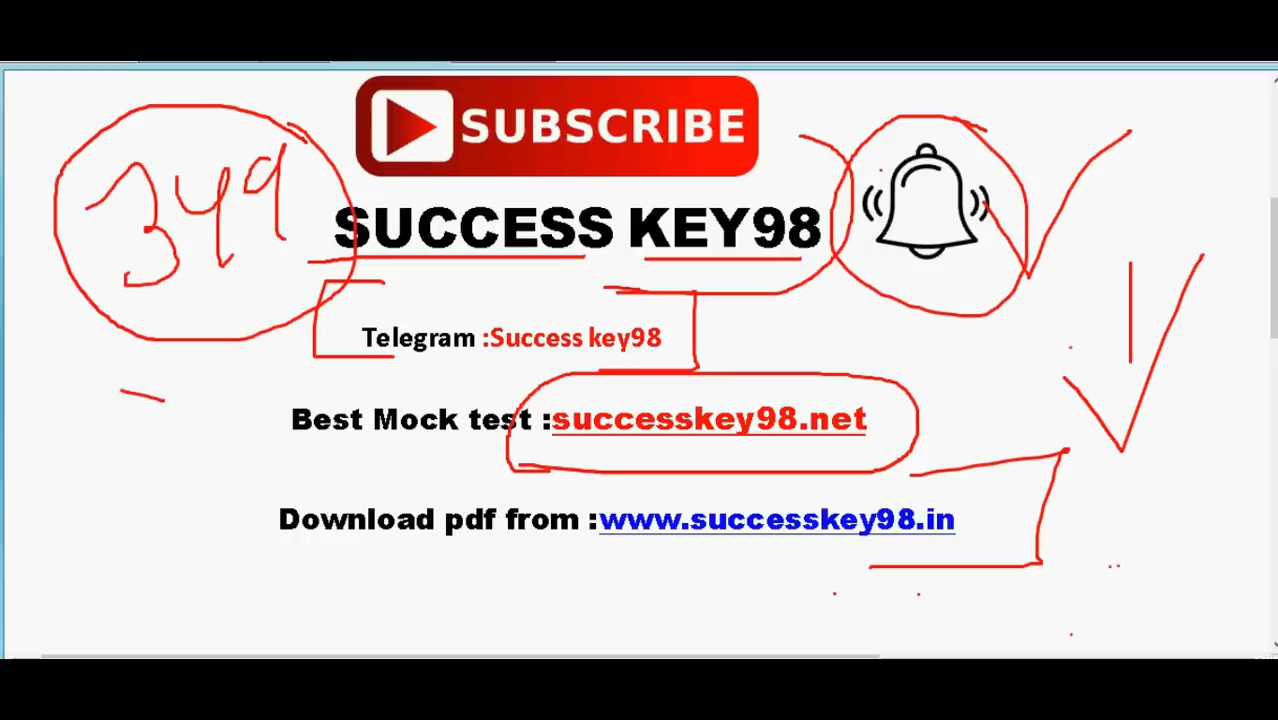 SUBSCRIBE
349
SUCCESS KEY98
Telegram :Success key98
Best Mock test :successkey98.net
Download pdf from :www.successkey98.in